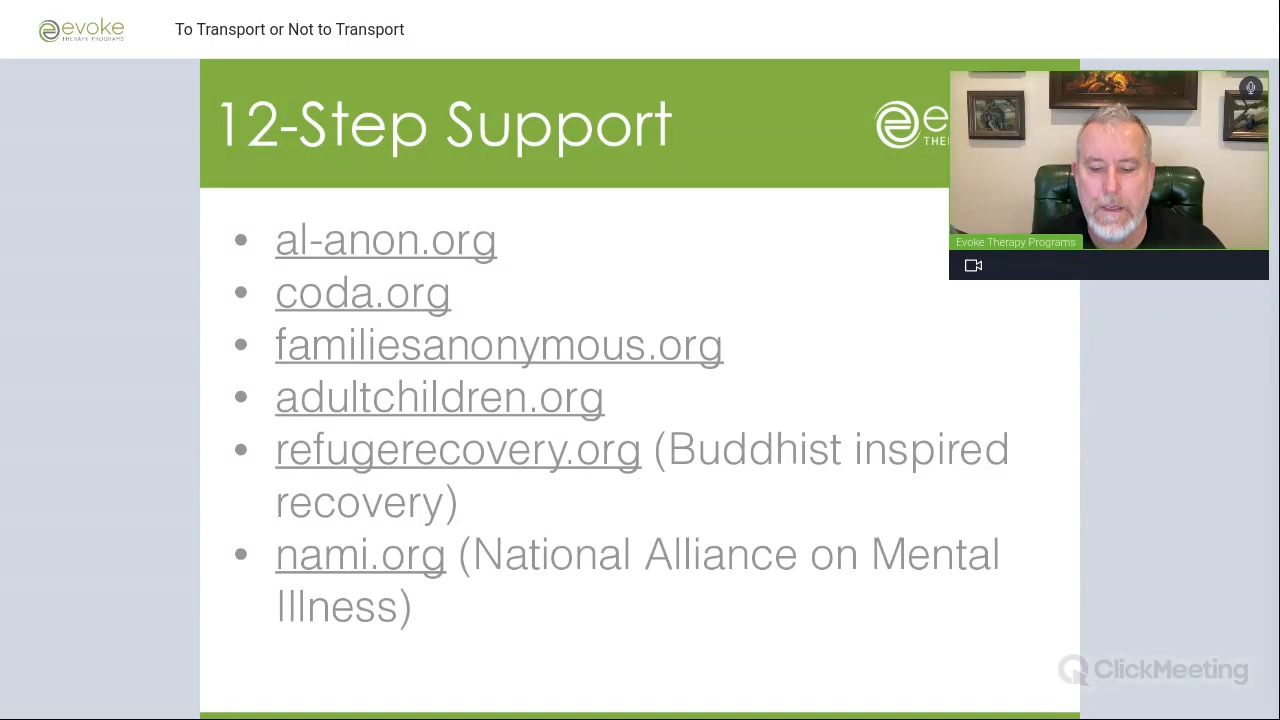 evoke
THERAPY PROGRAMS
To Transport or Not to Transport
12-Step Support
e
THE
Evoke Therapy Programs
• al-anon.org
• coda.org
• familiesanonymous.org
• adultchildren.org
• refugerecovery.org (Buddhist inspired
recovery)
• nami.org (National Alliance on Mental
Illness)
ClickMeeting